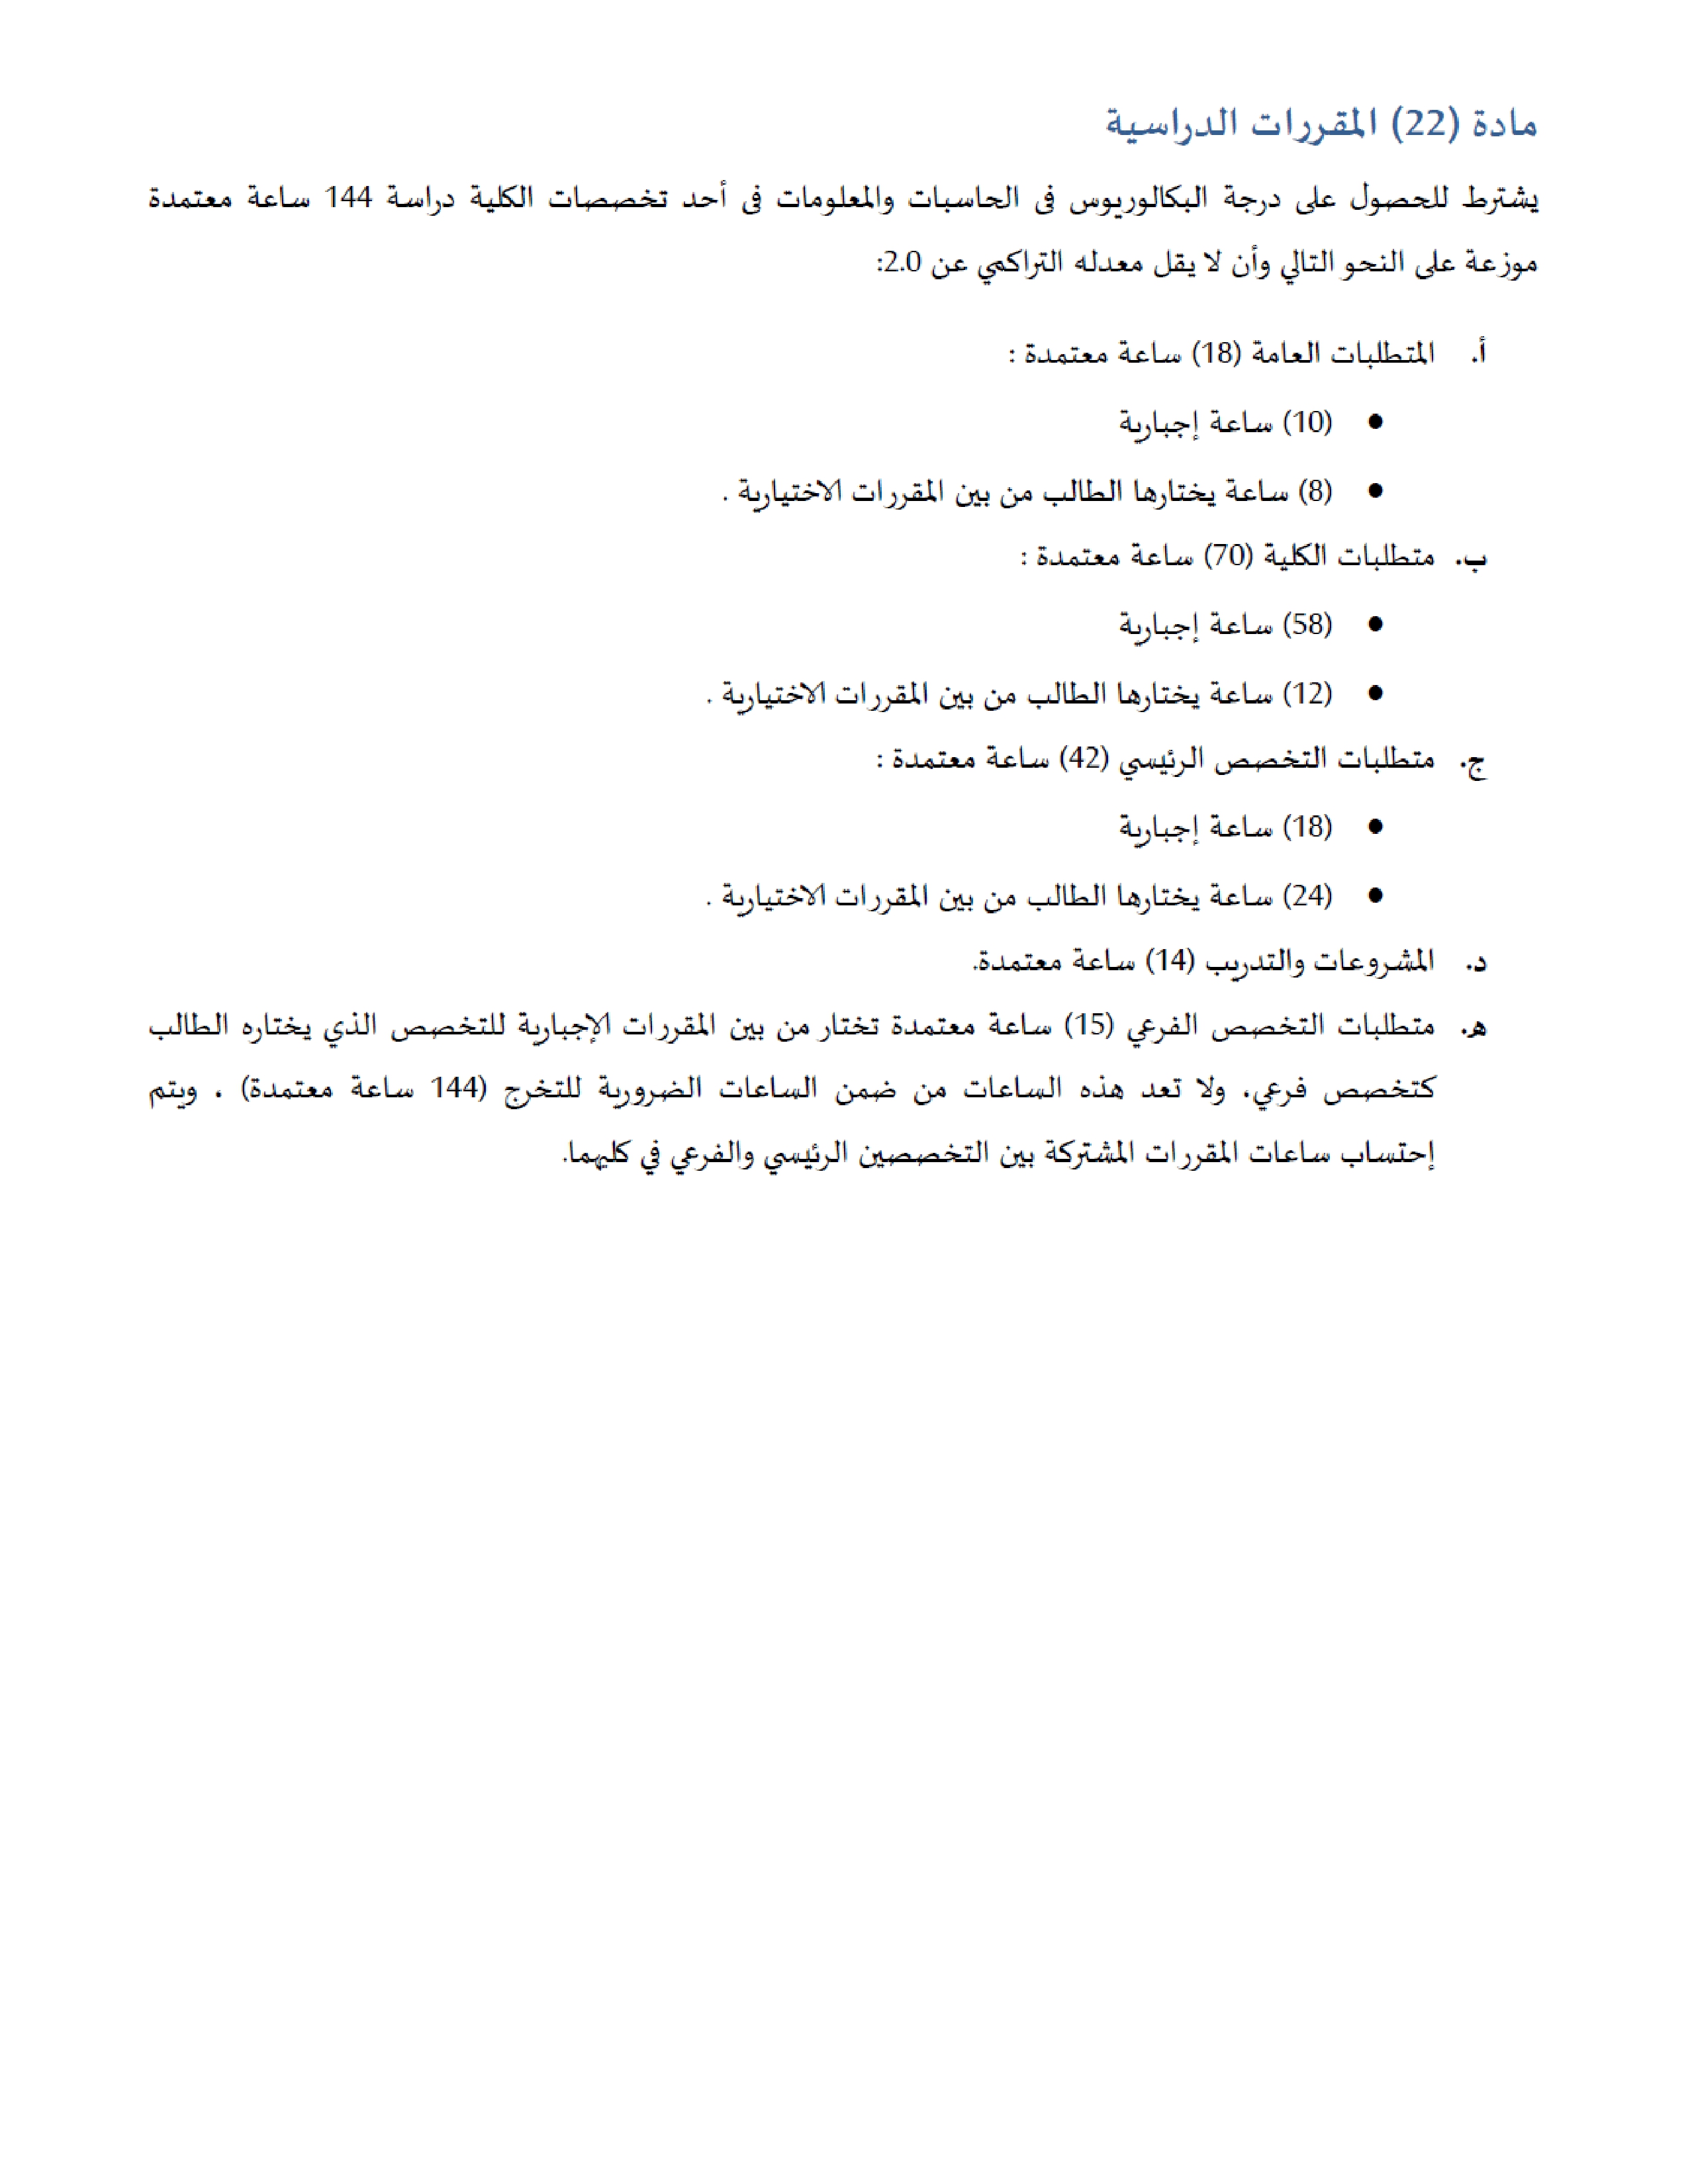 مادة (22) المقررات الدراسية
يشترط للحصول على درجة البكالوريوس فى الحاسبات والمعلومات فى أحد تخصصات الكلية دراسة 144 ساعة معتمدة
موزعة على النحو التالي وأن لا يقل معدله التراكمي عن 2.0:
أ. المتطلبات العامة (18) ساعة معتمدة :
● (10) ساعة إجبارية
● (8) ساعة يختارها الطالب من بين المقررات الاختيارية .
ب. متطلبات الكلية (70) ساعة معتمدة :
● (58) ساعة إجبارية
● (12) ساعة يختارها الطالب من بين المقررات الاختيارية .
ج. متطلبات التخصص الرئيسي (42) ساعة معتمدة :
● (18) ساعة إجبارية
● (24) ساعة يختارها الطالب من بين المقررات الاختيارية .
د. المشروعات والتدريب (14) ساعة معتمدة.
هـ. متطلبات التخصص الفرعي (15) ساعة معتمدة تختار من بين المقررات الإجبارية للتخصص الذي يختاره الطالب
كتخصص فرعي، ولا تعد هذه الساعات من ضمن الساعات الضرورية للتخرج (144 ساعة معتمدة) ، ويتم
إحتساب ساعات المقررات المشتركة بين التخصصين الرئيسي والفرعي في كليهما.